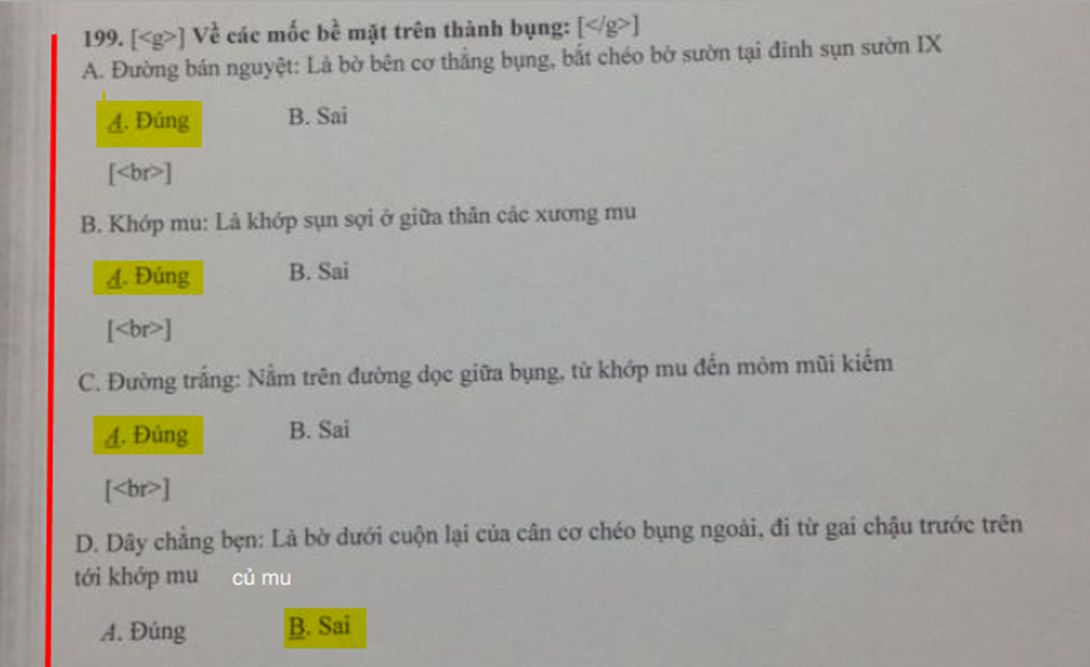 199. [<g>] Về các mốc bề mặt trên thành bụng: [</g>]
A. Đường bán nguyệt: Là bờ bên cơ thẳng bụng, bắt chéo bờ sườn tại đỉnh sụn sườn IX
A. Đúng B. Sai
[<br>]
B. Khớp mu: Là khớp sụn sợi ở giữa thân các xương mu
A. Đúng B. Sai
[<br>]
C. Đường trắng: Nằm trên đường dọc giữa bụng, từ khớp mu đến mỏm mũi kiếm
A. Đúng B. Sai
[<br>]
D. Dây chằng bẹn: Là bờ dưới cuộn lại của cân cơ chéo bụng ngoài, đi từ gai chậu trước trên
tới khớp mu củ mu
A. Đúng B. Sai